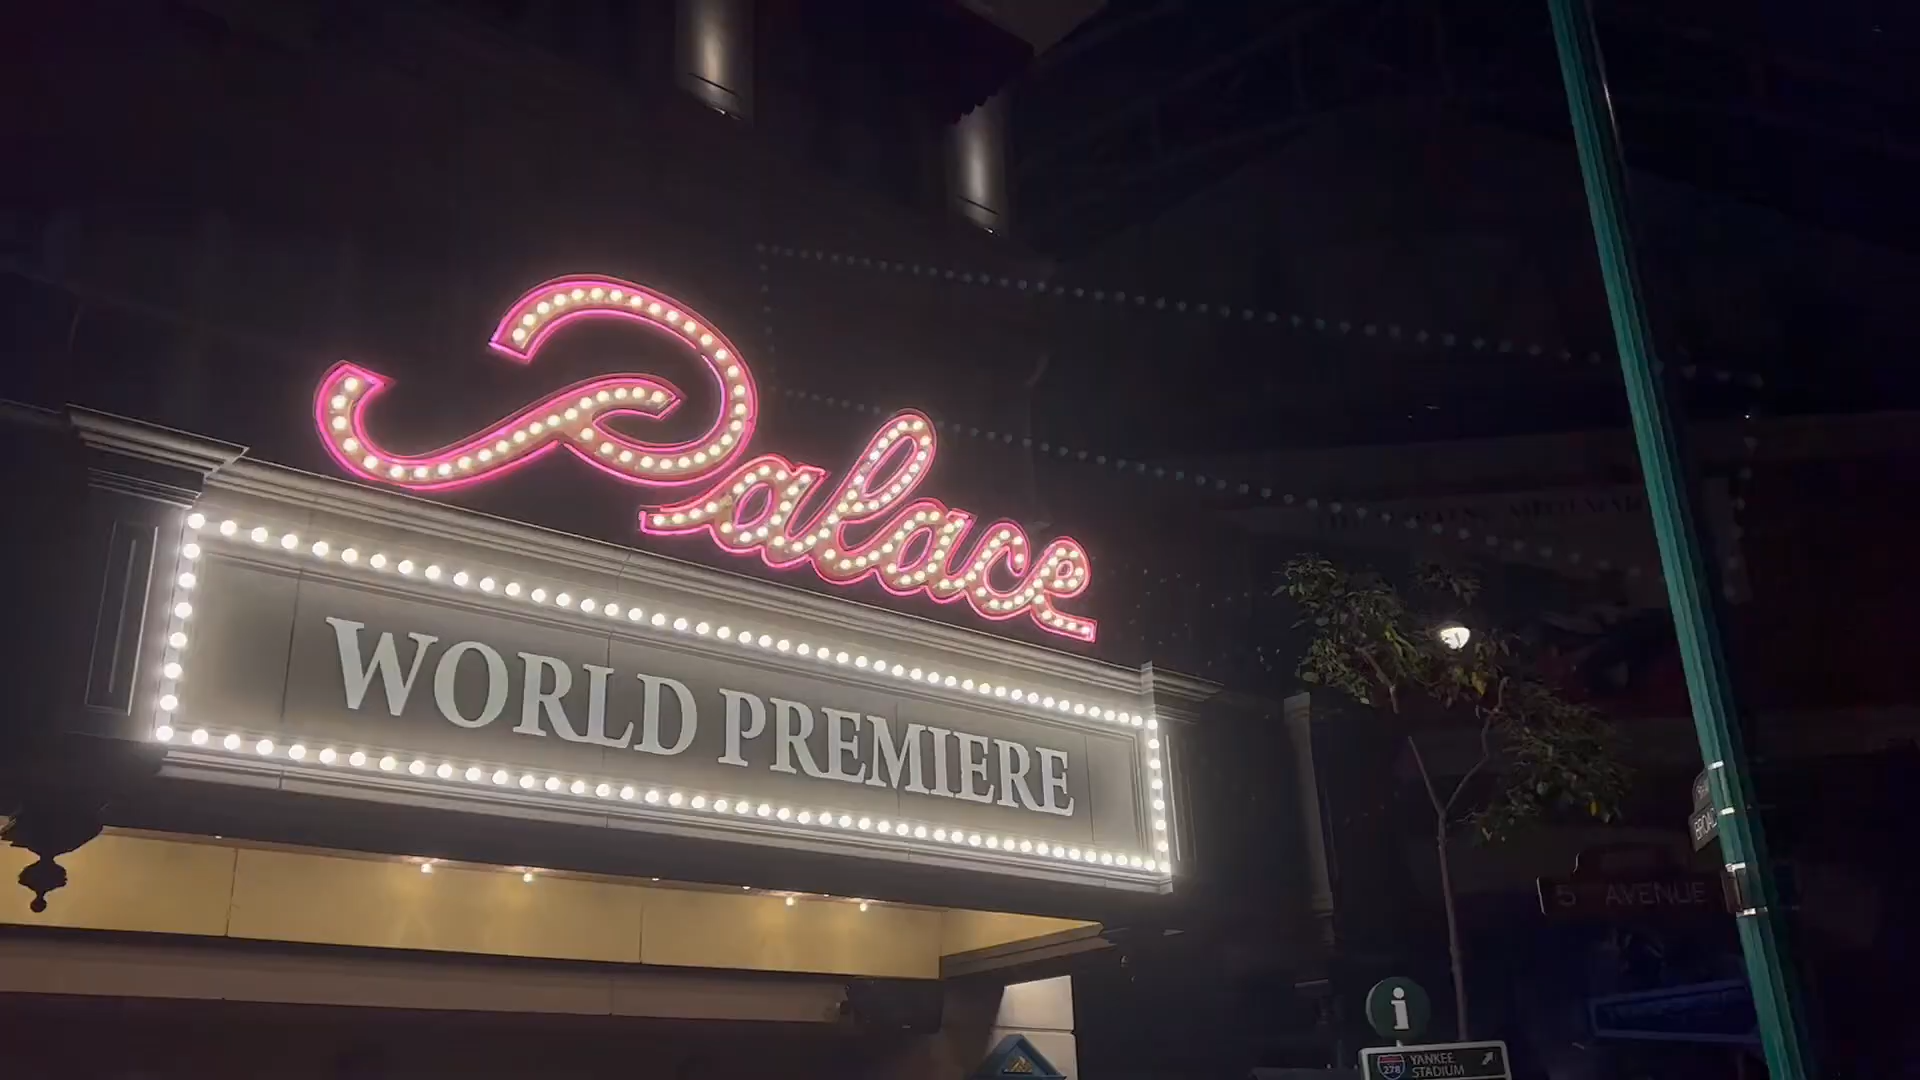 Palace
WORLD PREMIERE
5 AVENUE
i
278
YANKEE
STADIUM